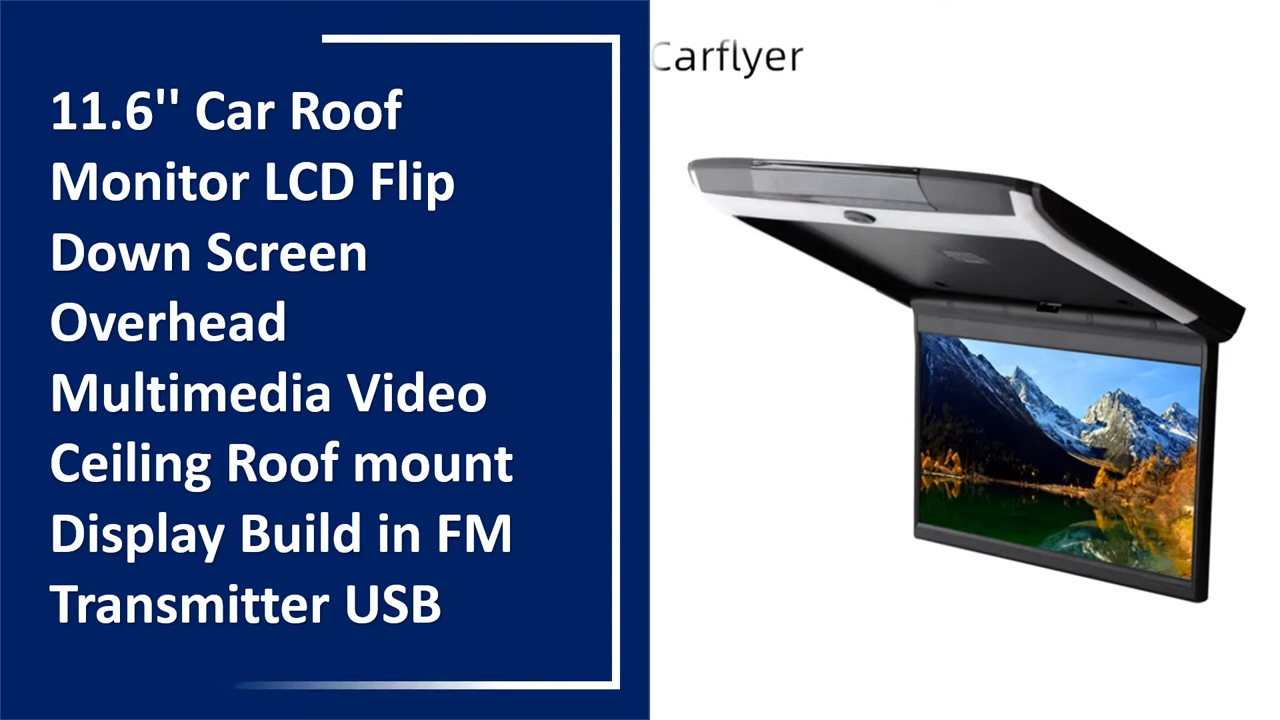 11.6'' Car Roof
Monitor LCD Flip
Down Screen
Overhead
Multimedia Video
Ceiling Roof mount
Display Build in FM
Transmitter USB
Carflyer